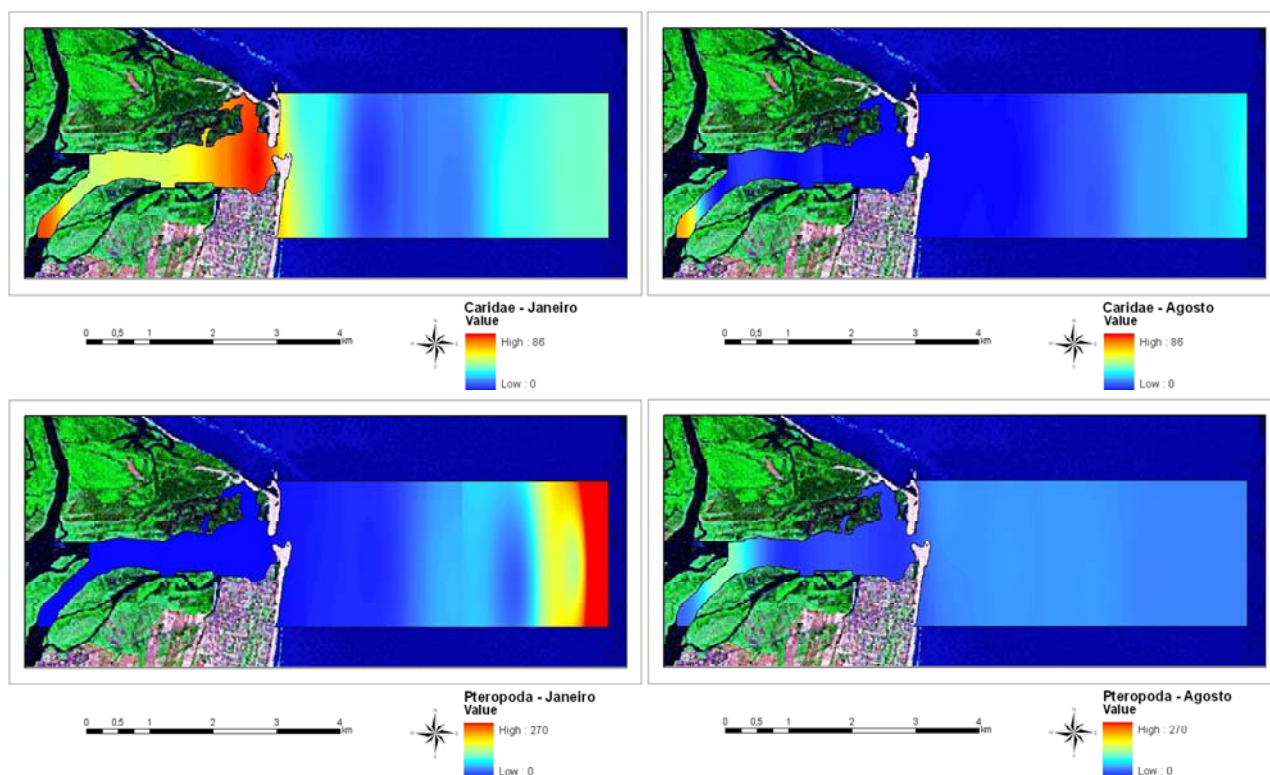 Caridae - Janeiro
Value
High : 86
Low : 0
0 0,5 1 2 3 4
km
Caridae - Agosto
Value
High : 86
Low : 0
0 0,5 1 2 3 4
km
Pteropoda - Janeiro
Value
High : 270
Low : 0
0 0,5 1 2 3 4
km
Pteropoda - Agosto
Value
High : 270
Low : 0
0 0,5 1 2 3 4
km